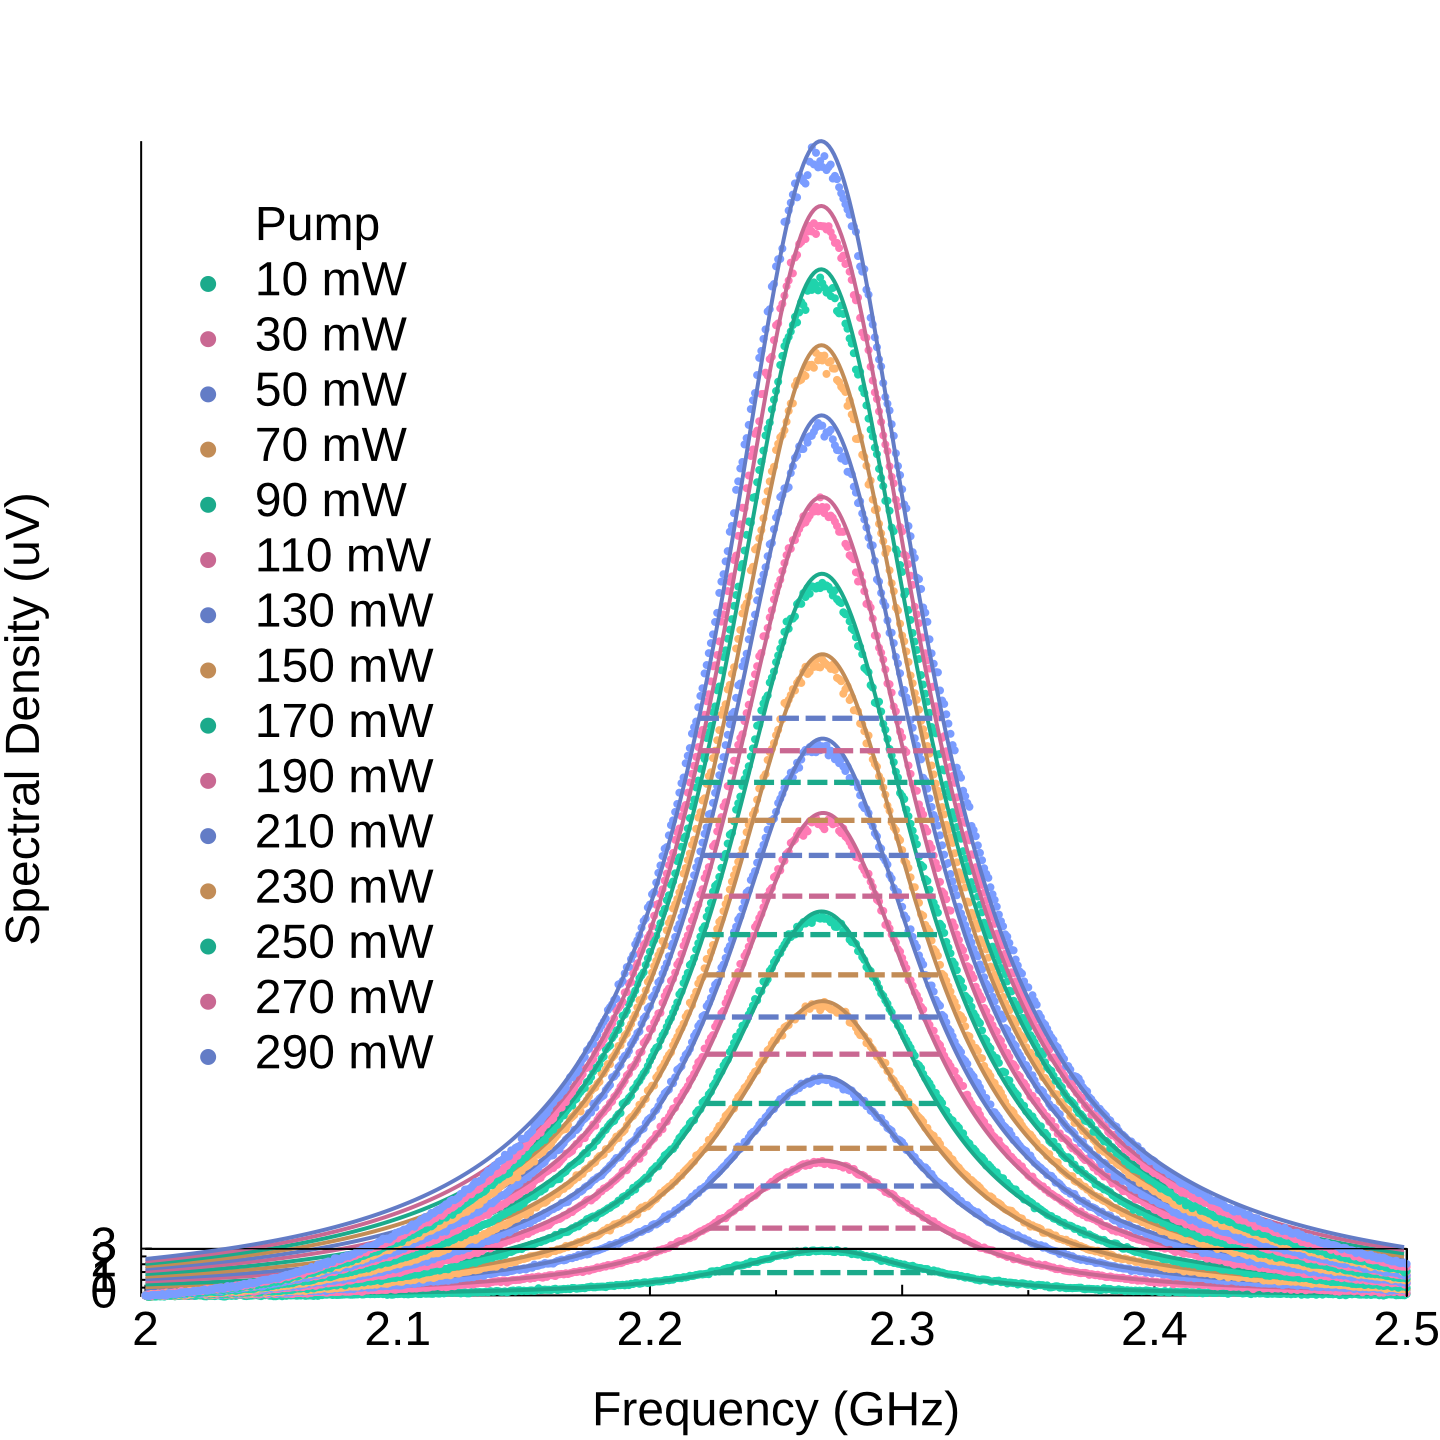 Pump
10 mW
30 mW
50 mW
70 mW
90 mW
110 mW
130 mW
150 mW
170 mW
190 mW
210 mW
230 mW
250 mW
270 mW
290 mW
Spectral Density (uV)
3
0
2 2.1 2.2 2.3 2.4 2.5
Frequency (GHz)